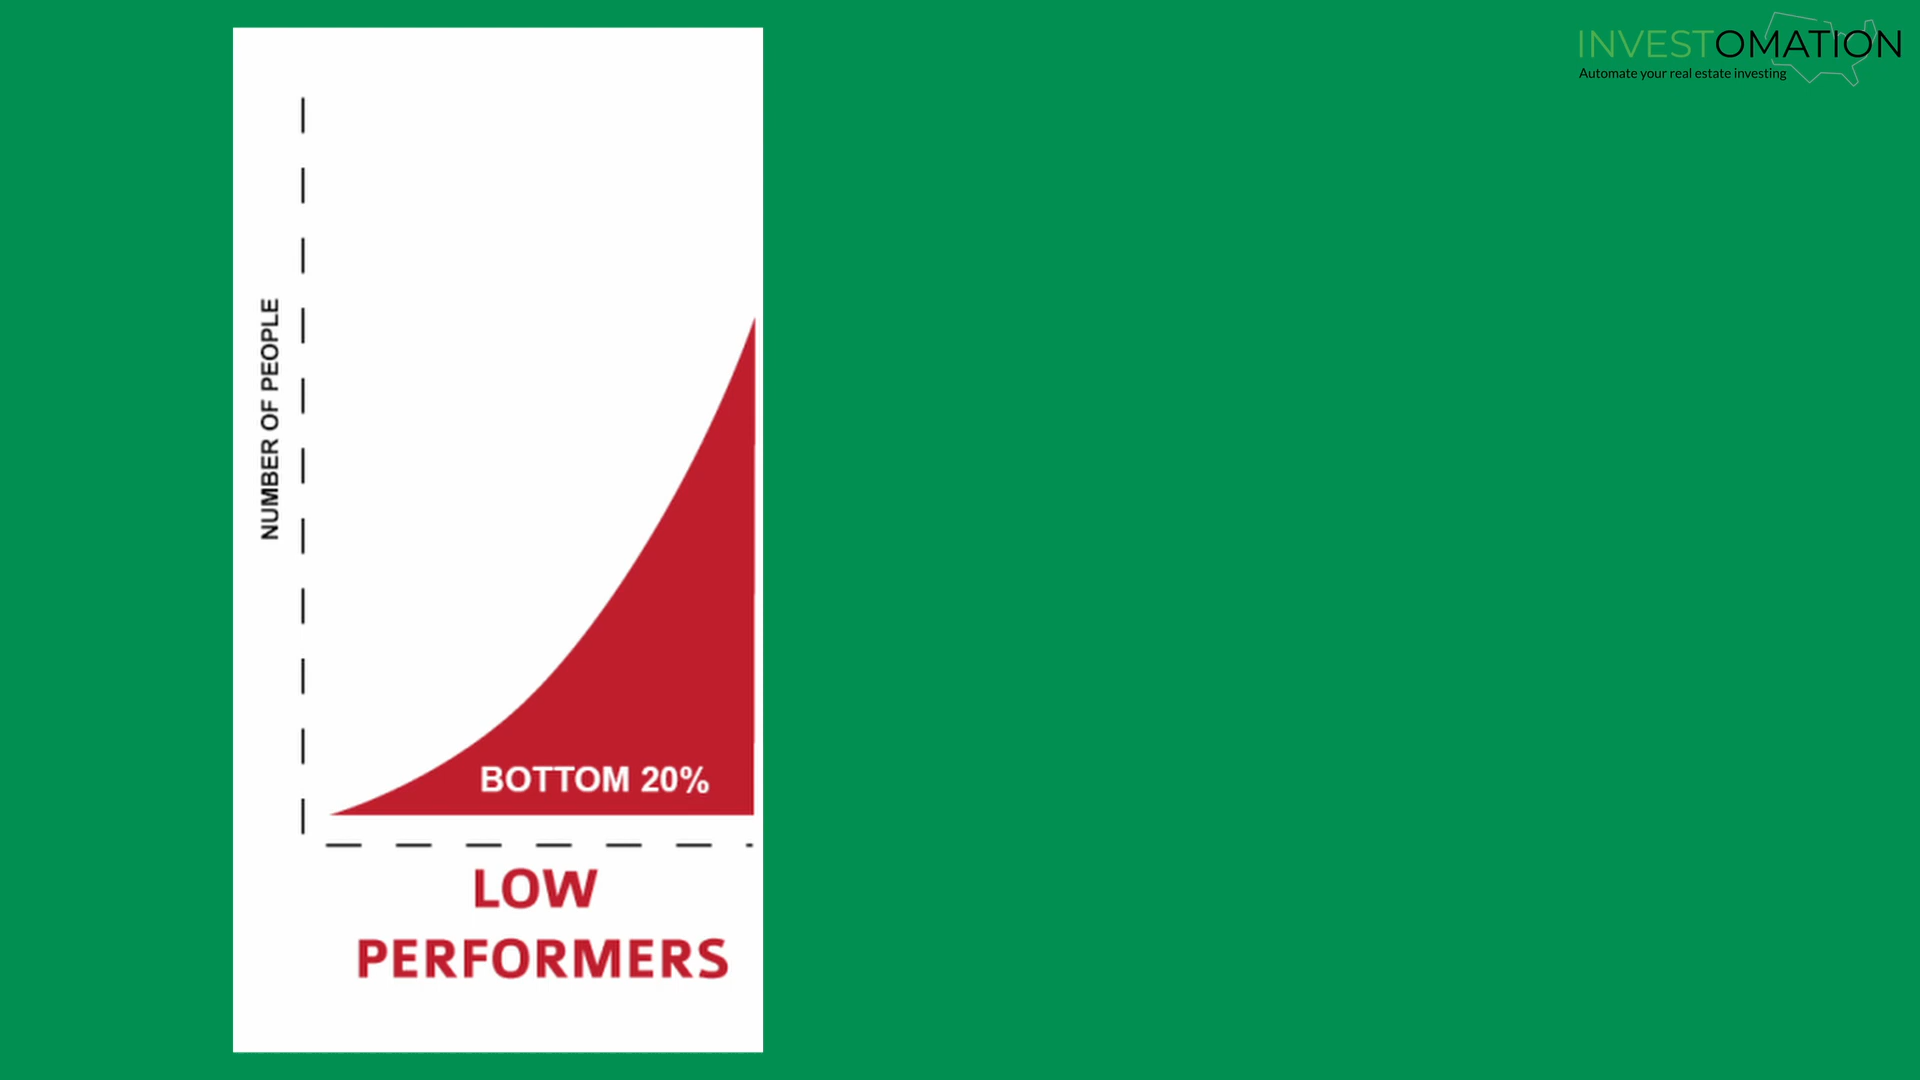 INVESTOMATION
Automate your real estate investing
NUMBER OF PEOPLE
BOTTOM 20%
LOW
PERFORMERS